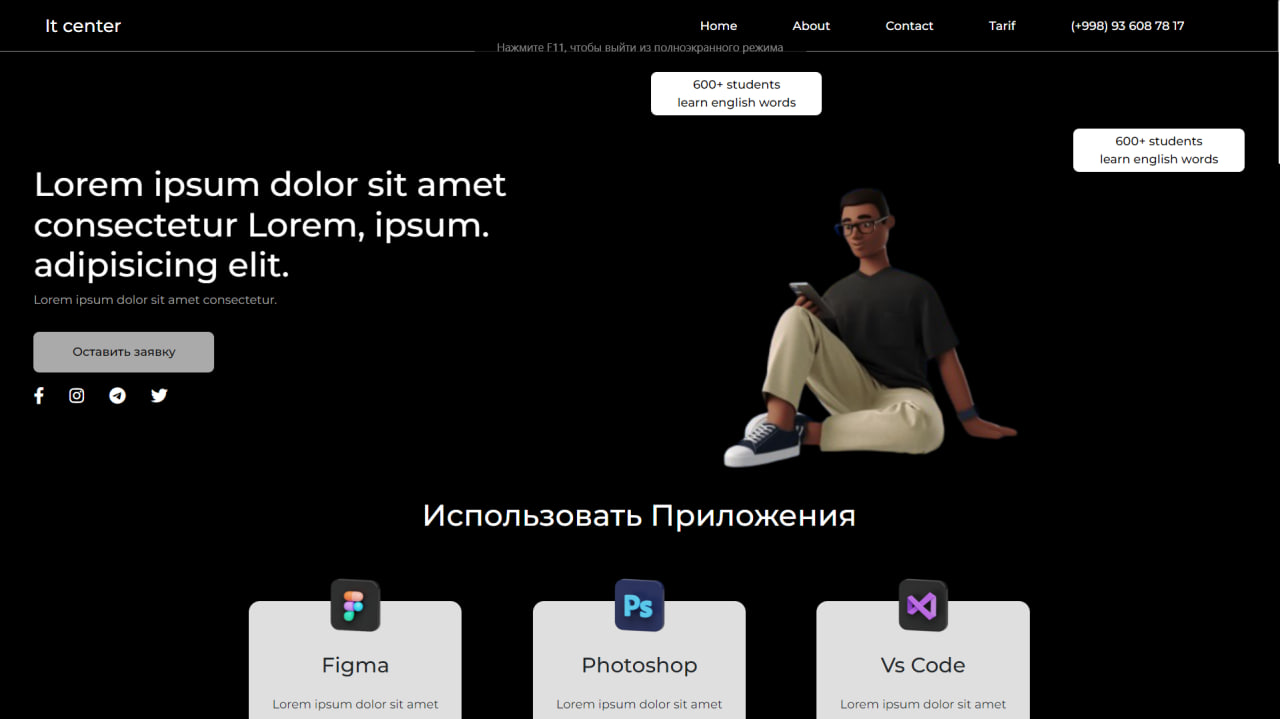 It center
Home About Contact Tarif (+998) 93 608 78 17
Нажмите F11, чтобы выйти из полноэкранного режима
600+ students
learn english words
600+ students
learn english words
Lorem ipsum dolor sit amet
consectetur Lorem, ipsum.
adipisicing elit.
Lorem ipsum dolor sit amet consectetur.
Оставить заявку
Использовать Приложения
Ps
Figma
Photoshop
Vs Code
Lorem ipsum dolor sit amet
Lorem ipsum dolor sit amet
Lorem ipsum dolor sit amet